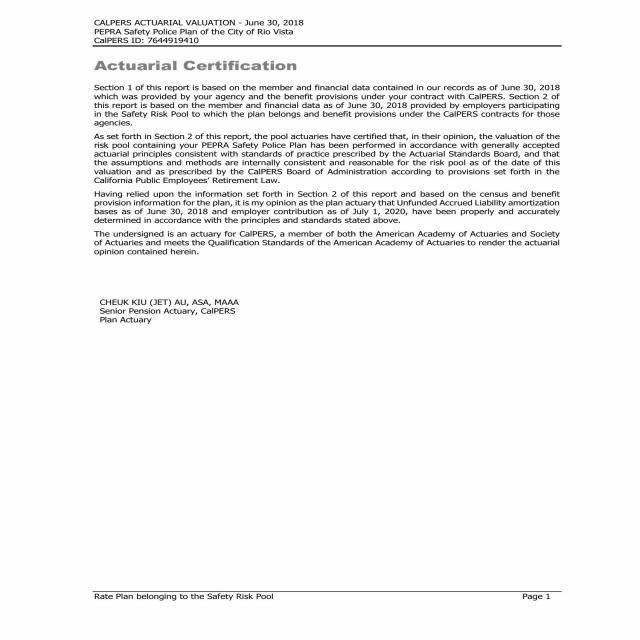 CALPERS ACTUARIAL VALUATION - June 30, 2018
PEPRA Safety Police Plan of the City of Rio Vista
CalPERS ID: 7644919410
Actuarial Certification
Section 1 of this report is based on the member and financial data contained in our records as of June 30, 2018
which was provided by your agency and the benefit provisions under your contract with CalPERS. Section 2 of
this report is based on the member and financial data as of June 30, 2018 provided by employers participating
in the Safety Risk Pool to which the plan belongs and benefit provisions under the CalPERS contracts for those
agencies.
As set forth in Section 2 of this report, the pool actuaries have certified that, in their opinion, the valuation of the
risk pool containing your PEPRA Safety Police Plan has been performed in accordance with generally accepted
actuarial principles consistent with standards of practice prescribed by the Actuarial Standards Board, and that
the assumptions and methods are internally consistent and reasonable for the risk pool as of the date of this
valuation and as prescribed by the CalPERS Board of Administration according to provisions set forth in the
California Public Employees' Retirement Law.
Having relied upon the information set forth in Section 2 of this report and based on the census and benefit
provision information for the plan, it is my opinion as the plan actuary that Unfunded Accrued Liability amortization
bases as of June 30, 2018 and employer contribution as of July 1, 2020, have been properly and accurately
determined in accordance with the principles and standards stated above.
The undersigned is an actuary for CalPERS, a member of both the American Academy of Actuaries and Society
of Actuaries and meets the Qualification Standards of the American Academy of Actuaries to render the actuarial
opinion contained herein.
CHEUK KIU (JET) AU, ASA, MAAA
Senior Pension Actuary, CalPERS
Plan Actuary
Rate Plan belonging to the Safety Risk Pool Page 1